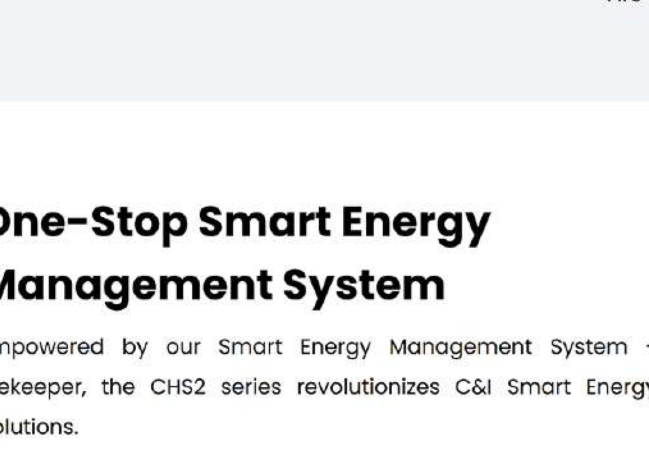 One-Stop Smart Energy
Management System
mpowered by our Smart Energy Management System -
ekeeper, the CHS2 series revolutionizes C&I Smart Energy
olutions.